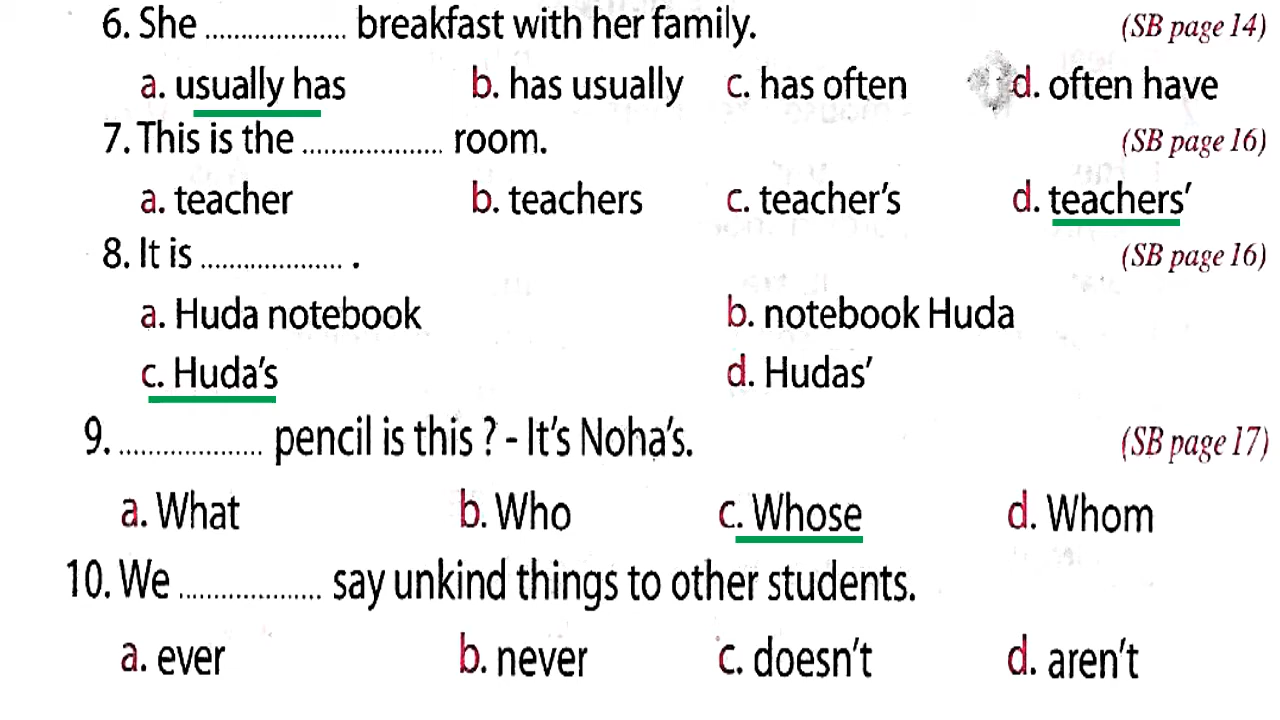 6. She .................... breakfast with her family. (SB page 14)
a. usually has b. has usually c. has often d. often have
7. This is the .................... room. (SB page 16)
a. teacher b. teachers c. teacher's d. teachers'
8. It is .................... . (SB page 16)
a. Huda notebook b. notebook Huda
c. Huda's d. Hudas'
9. .................... pencil is this ? - It's Noha's. (SB page 17)
a. What b. Who c. Whose d. Whom
10. We .................... say unkind things to other students.
a. ever b. never c. doesn't d. aren't